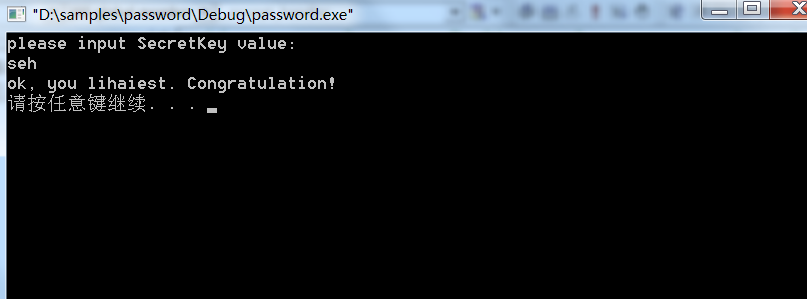 "D:\samples\password\Debug\password.exe"
please input SecretKey value:
seh
ok, you lihaiest. Congratulation!
请按任意键继续. . .